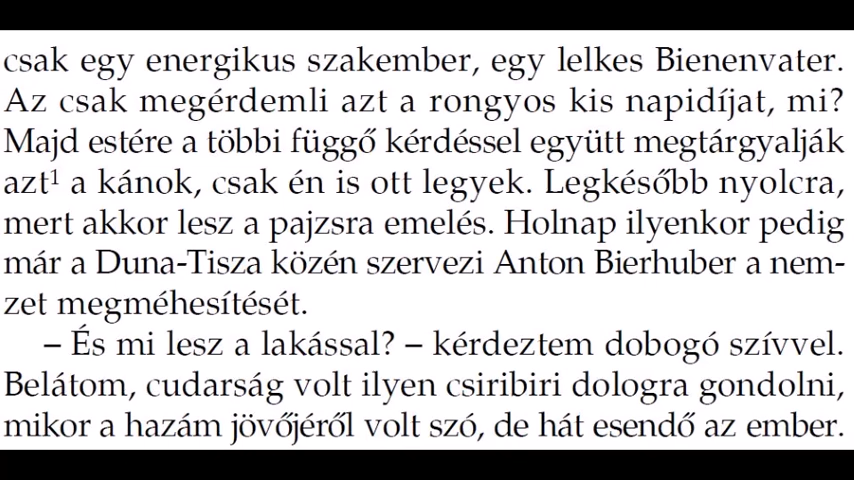 csak egy energikus szakember, egy lelkes Bienenvater.
Az csak megérdemli azt a rongyos kis napidíjat, mi?
Majd estére a többi függő kérdéssel együtt megtárgyalják
azt¹ a kánok, csak én is ott legyek. Legkésőbb nyolcra,
mert akkor lesz a pajzsra emelés. Holnap ilyenkor pedig
már a Duna-Tisza közén szervezi Anton Bierhuber a nem-
zet megméhesítését.
– És mi lesz a lakással? – kérdeztem dobogó szívvel.
Belátom, cudarság volt ilyen csiribiri dologra gondolni,
mikor a hazám jövőjéről volt szó, de hát esendő az ember.